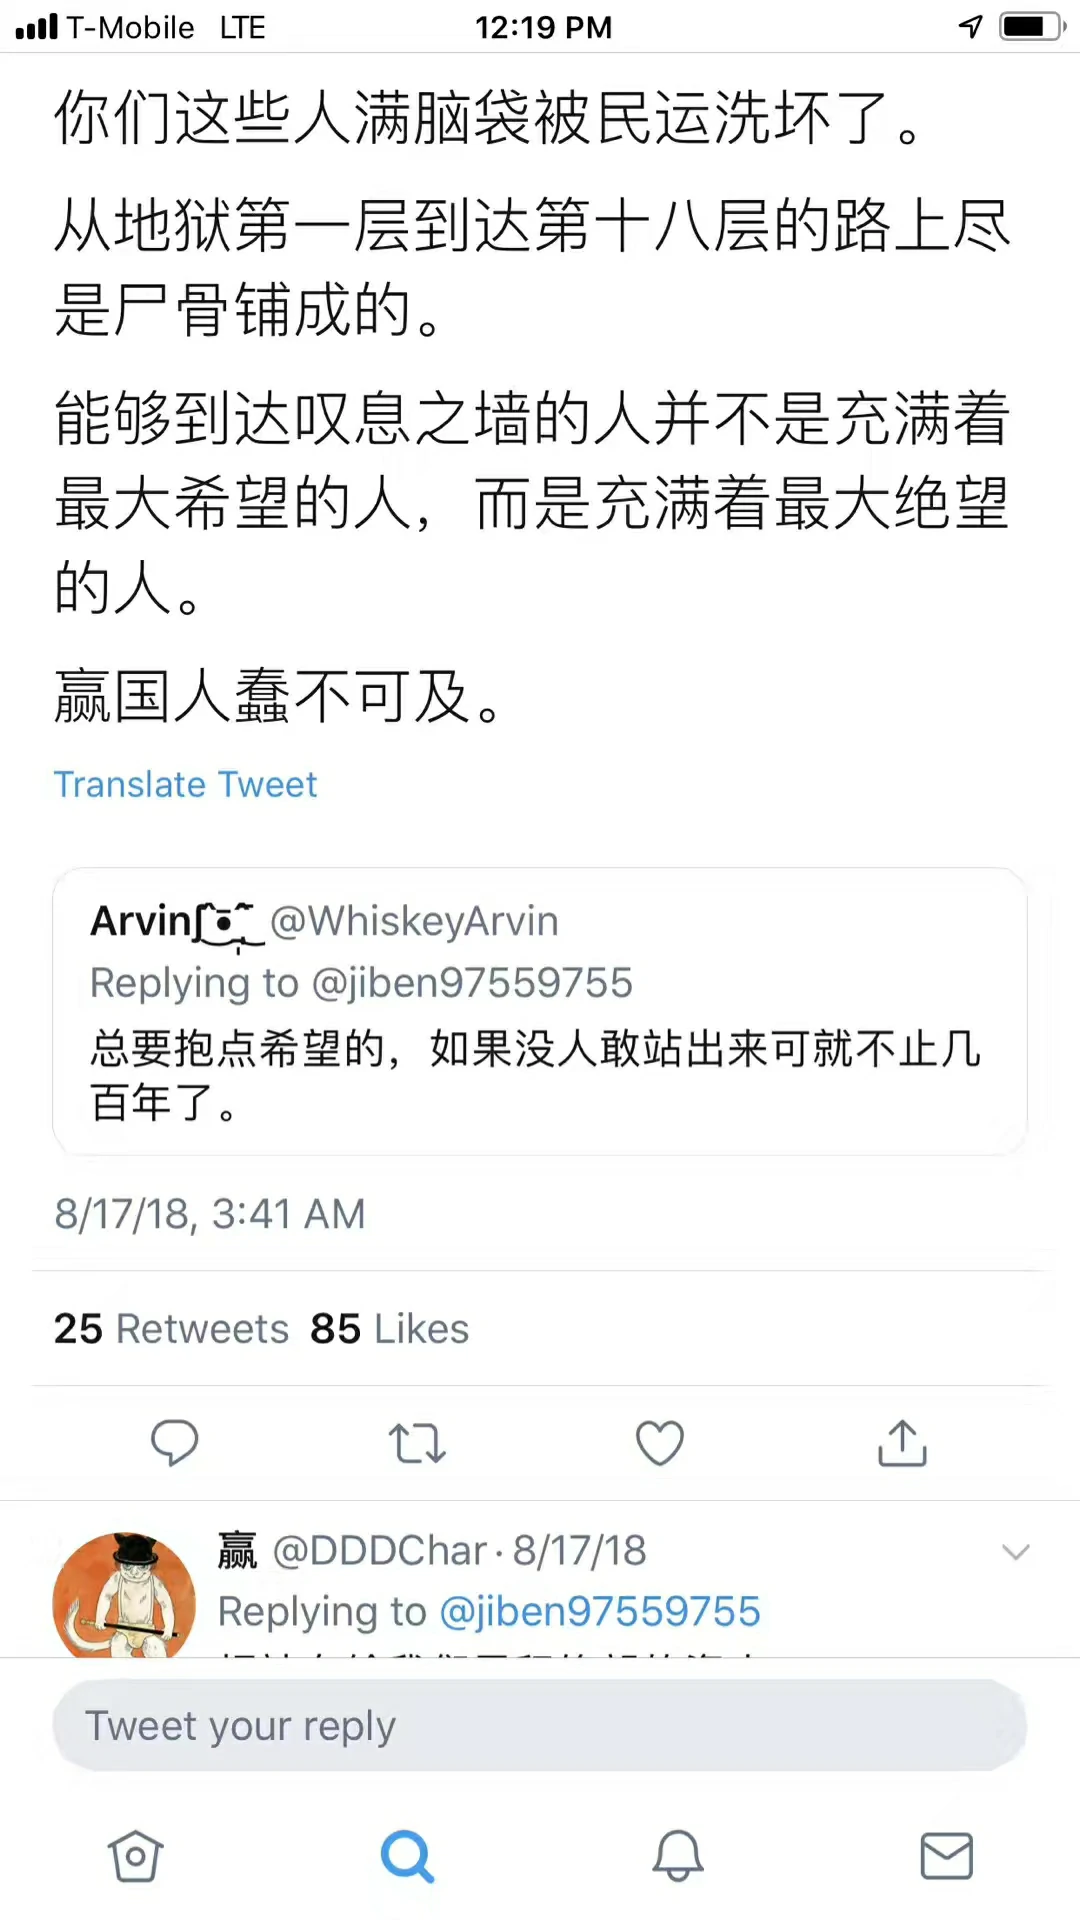 T-Mobile LTE 12:19 PM
你们这些人满脑袋被民运洗坏了。
从地狱第一层到达第十八层的路上尽
是尸骨铺成的。
能够到达叹息之墙的人并不是充满着
最大希望的人，而是充满着最大绝望
的人。
赢国人蠢不可及。
Translate Tweet
Arvin @WhiskeyArvin
Replying to @jiben97559755
总要抱点希望的，如果没人敢站出来可就不止几
百年了。
8/17/18, 3:41 AM
25 Retweets 85 Likes
赢 @DDDChar · 8/17/18
Replying to @jiben97559755
Tweet your reply